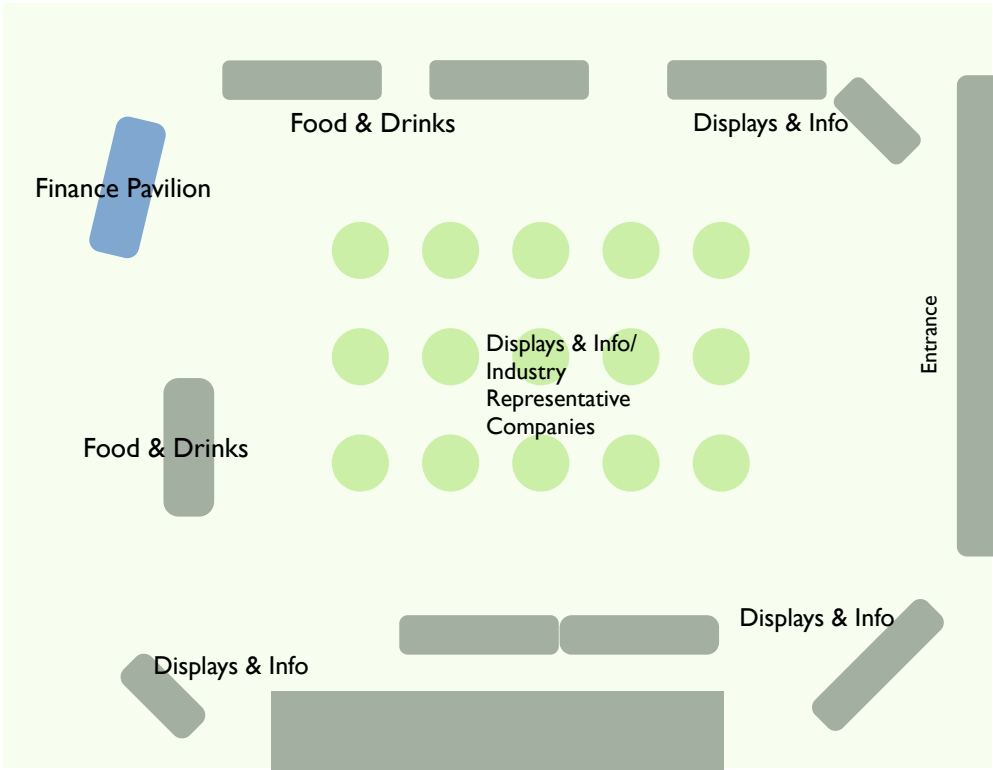 Food & Drinks
Displays & Info
Finance Pavilion
Entrance
Displays & Info/
Industry
Representative
Companies
Food & Drinks
Displays & Info
Displays & Info